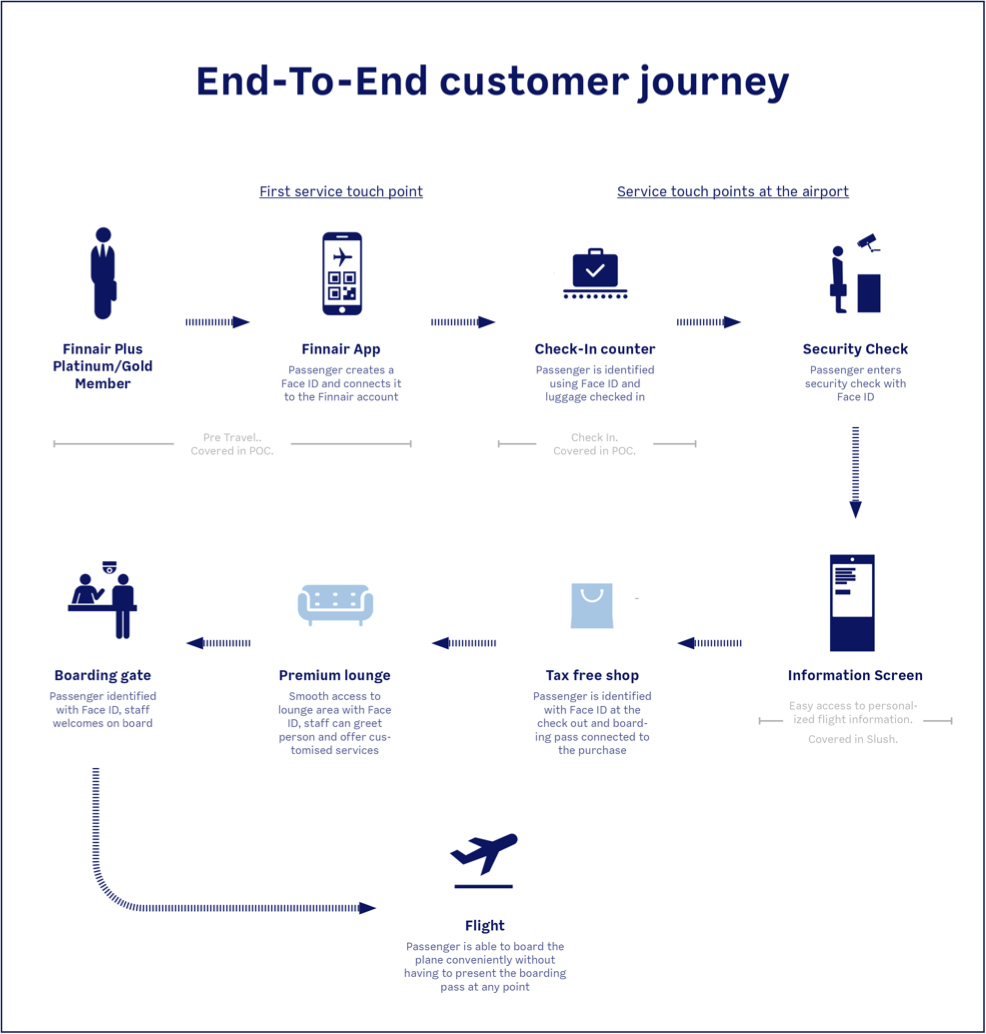 End-To-End customer journey
First service touch point
Service touch points at the airport
Finnair Plus
Platinum/Gold
Member
Finnair App
Passenger creates a
Face ID and connects it
to the Finnair account
Check-In counter
Passenger is identified
using Face ID and
luggage checked in
Security Check
Passenger enters
security check with
Face ID
Pre Travel..
Covered in POC.
Check In.
Covered in POC.
Boarding gate
Passenger identified
with Face ID, staff
welcomes on board
Premium lounge
Smooth access to
lounge area with Face
ID, staff can greet
person and offer cus-
tomised services
Tax free shop
Passenger is identified
with Face ID at the
check out and board-
ing pass connected to
the purchase
Information Screen
Easy access to personal-
ized flight information.
Covered in Slush.
Flight
Passenger is able to board the
plane conveniently without
having to present the boarding
pass at any point